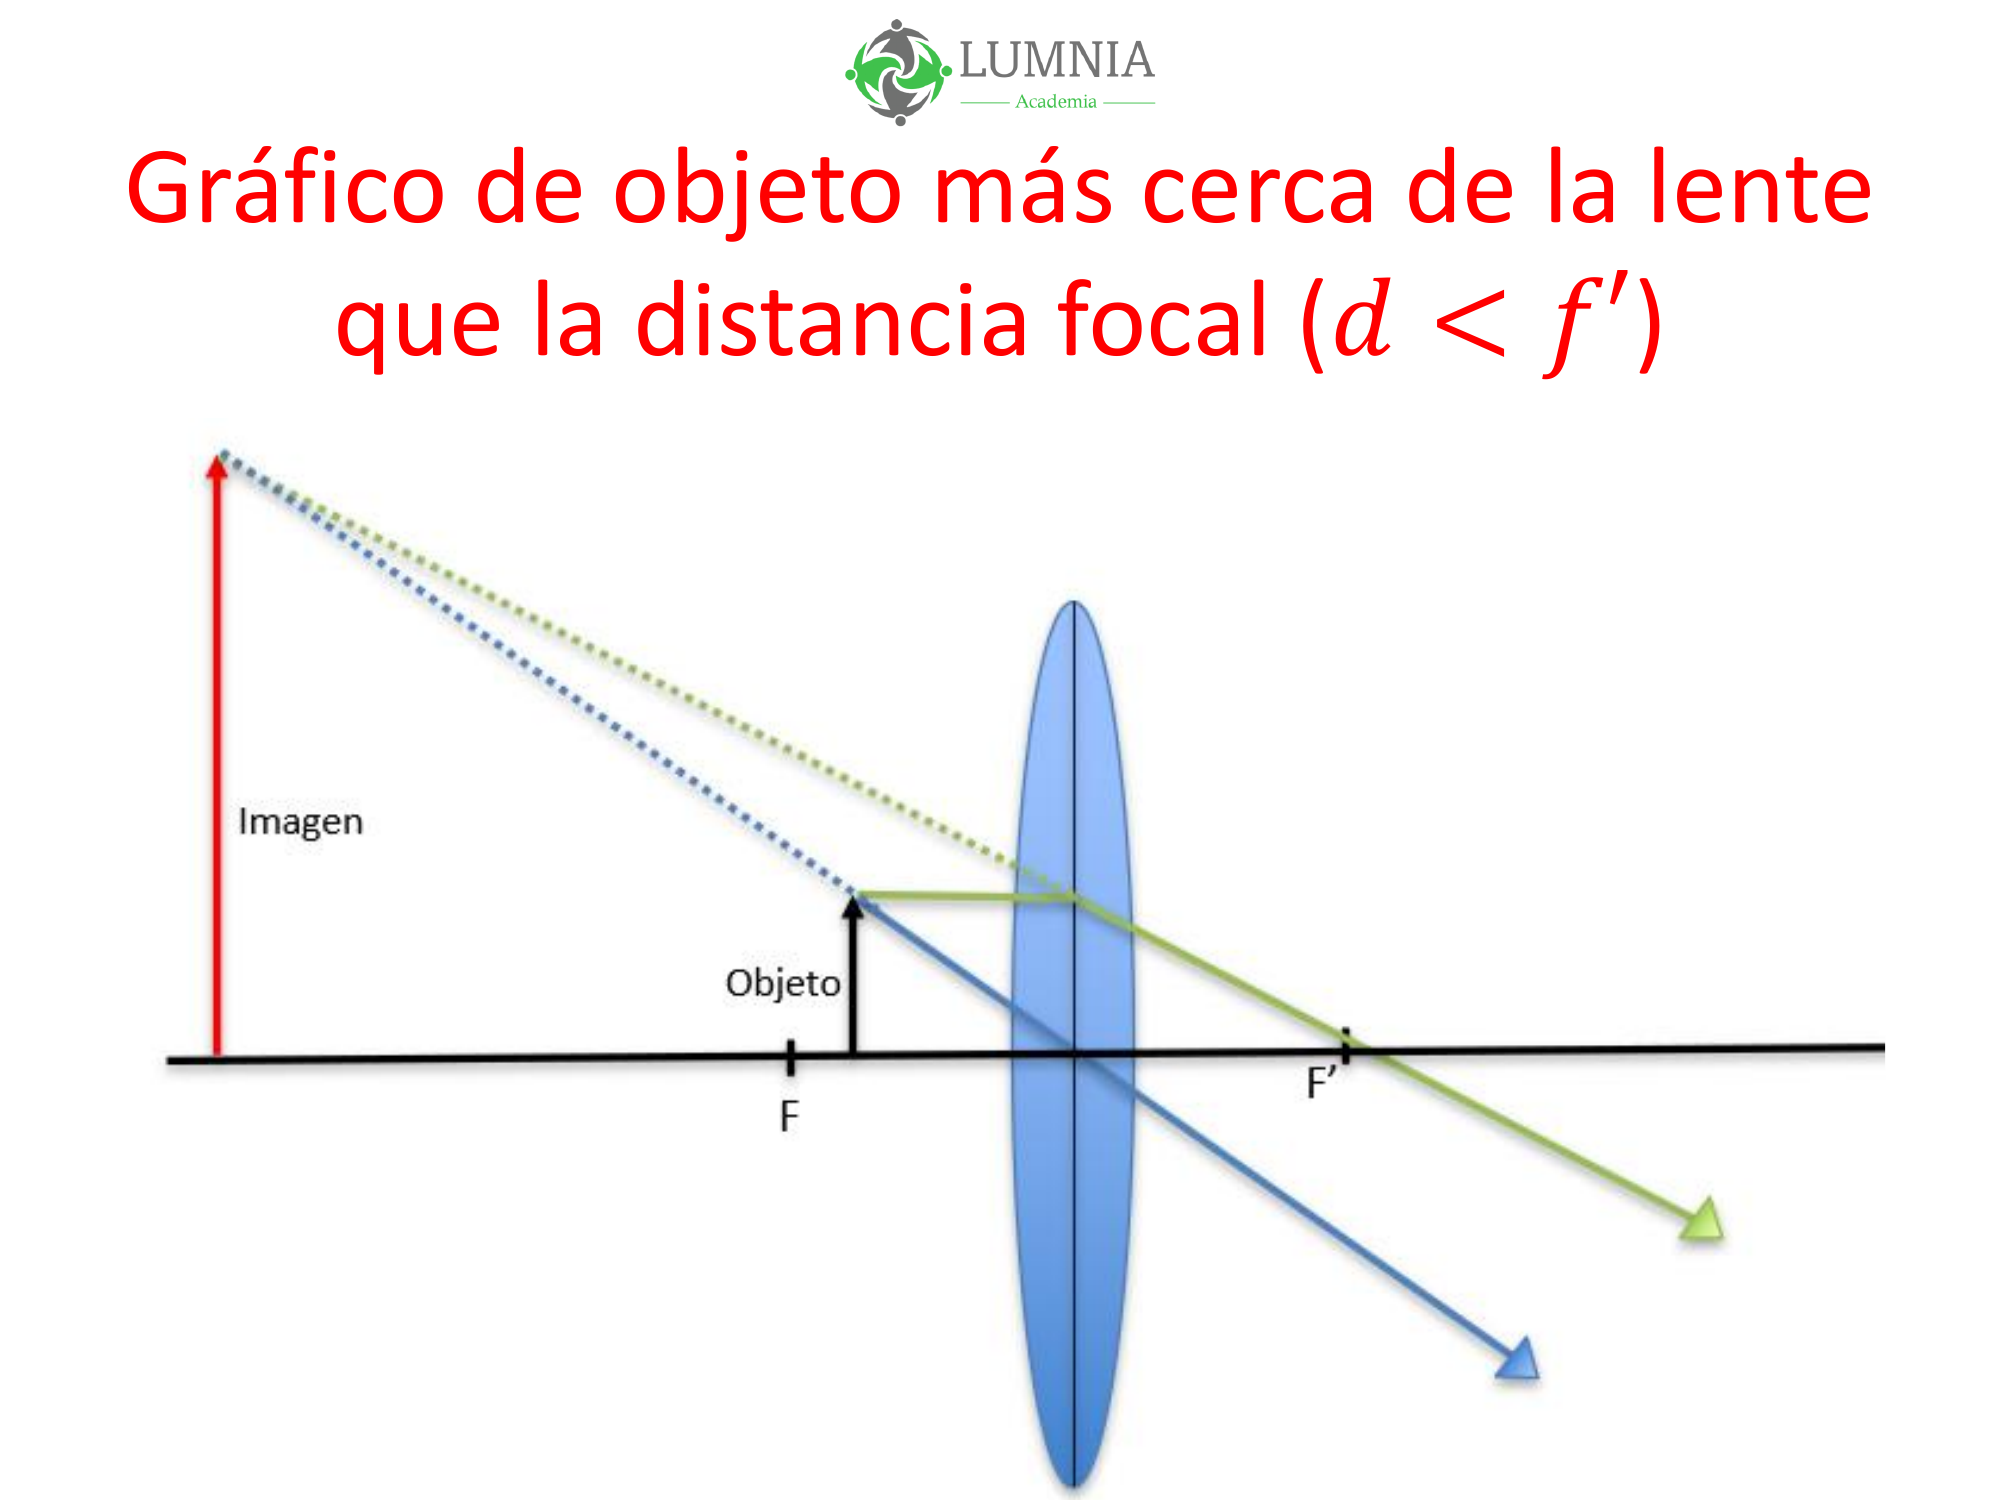 LUMNIA
Academia
Gráfico de objeto más cerca de la lente
que la distancia focal (d < f′)
Imagen
Objeto
F
F’